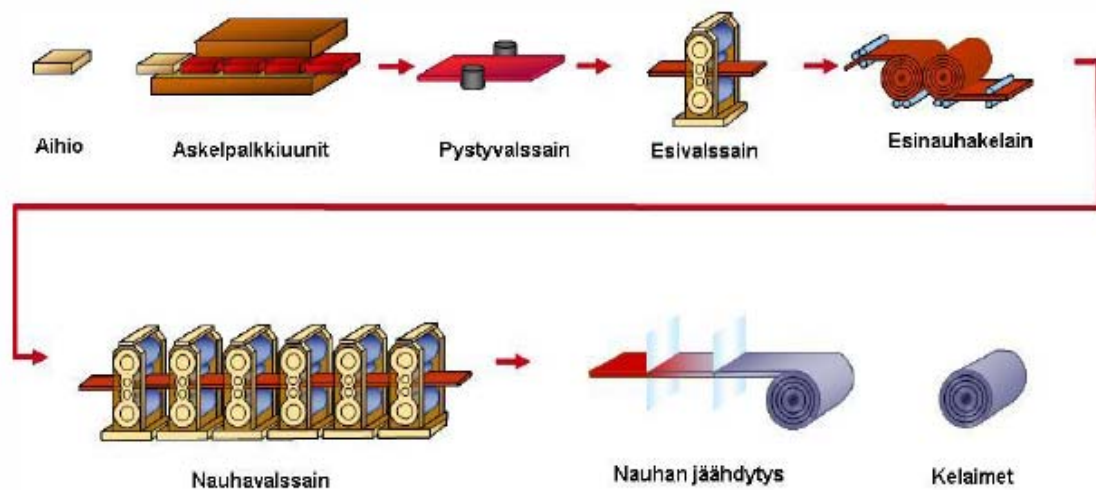 Aihio
Askelpalkkiuunit
Pystyvalssain
Esivalssain
Esinauhakelain
Nauhavalssain
Nauhan jäähdytys
Kelaimet